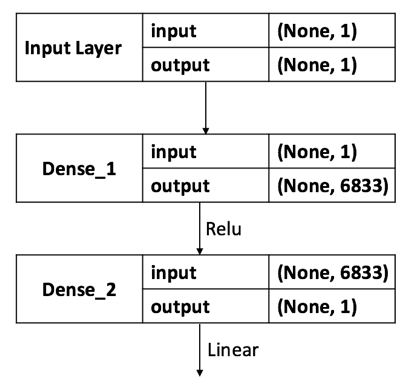 Input Layer input (None, 1)
output (None, 1)
Dense_1 input (None, 1)
output (None, 6833)
Relu
Dense_2 input (None, 6833)
output (None, 1)
Linear